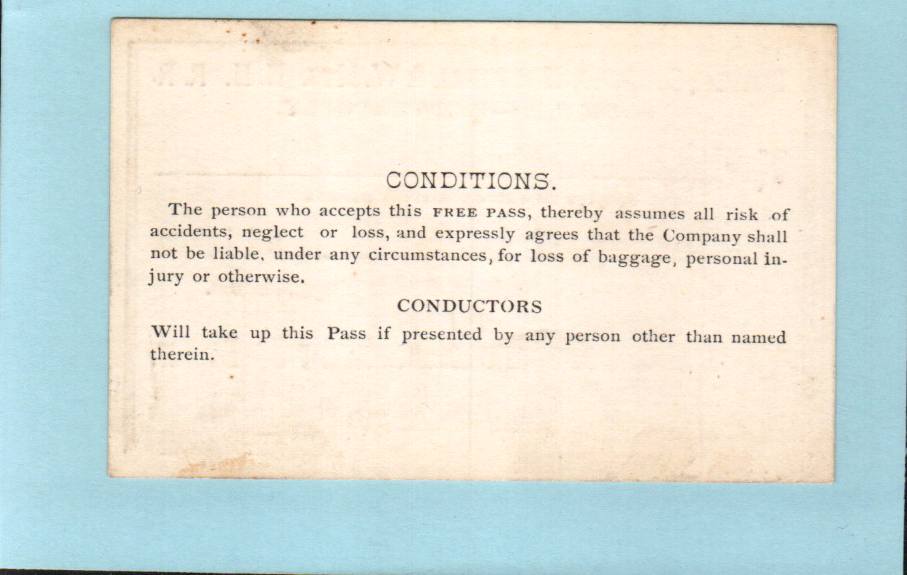 CONDITIONS.
The person who accepts this FREE PASS, thereby assumes all risk of
accidents, neglect or loss, and expressly agrees that the Company shall
not be liable, under any circumstances, for loss of baggage, personal in-
jury or otherwise.
CONDUCTORS
Will take up this Pass if presented by any person other than named
therein.